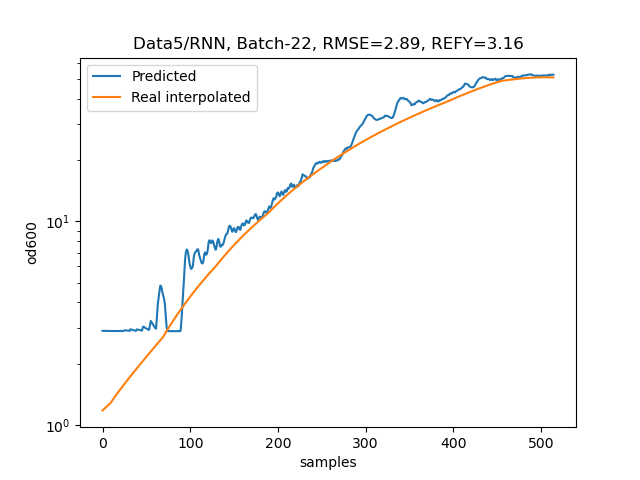 Data5/RNN, Batch-22, RMSE=2.89, REFY=3.16
Predicted
Real interpolated
10¹
10⁰
od600
0 100 200 300 400 500
samples